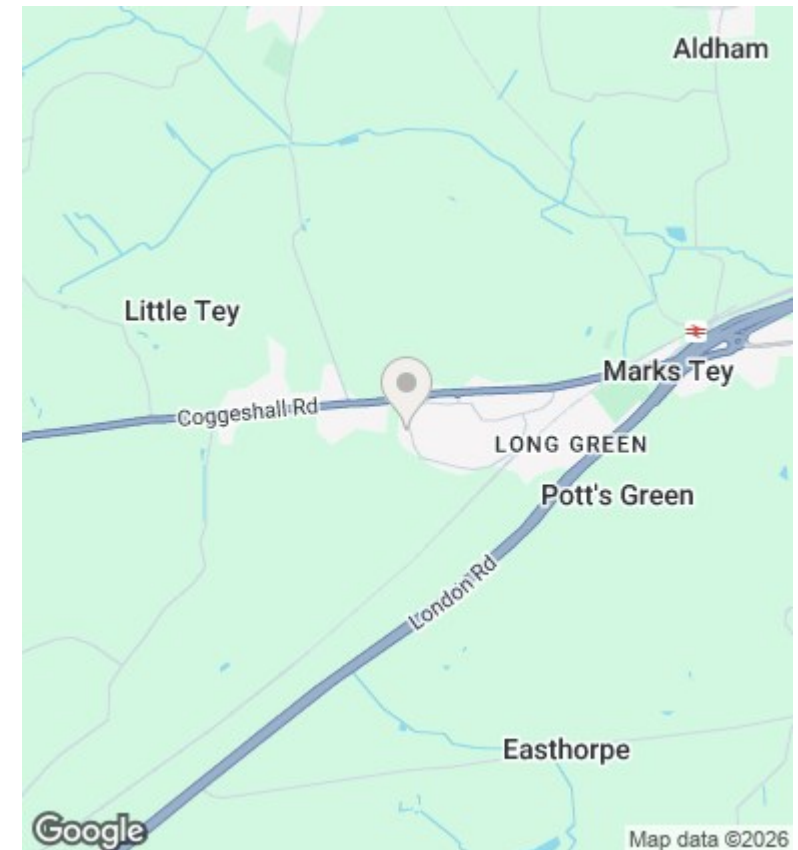 Aldham
Little Tey
Marks Tey
Coggeshall Rd
LONG GREEN
Pott's Green
London Rd
Easthorpe
Google
Map data ©2026